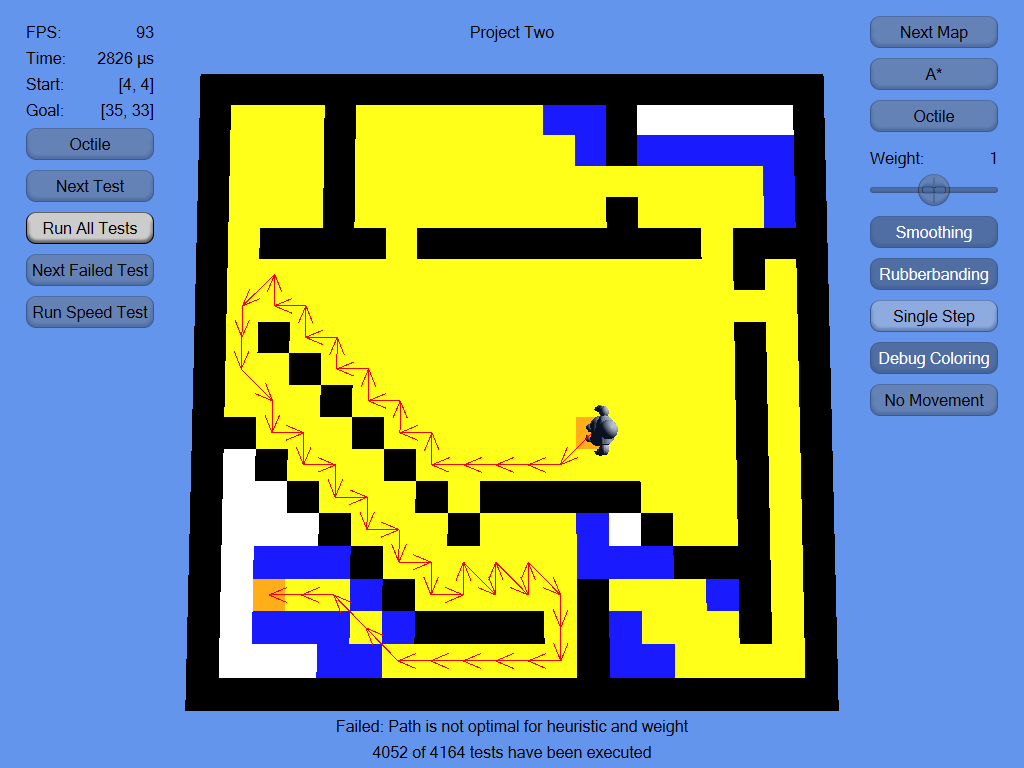 FPS: 93
Time: 2826 µs
Start: [4, 4]
Goal: [35, 33]
Octile
Next Test
Run All Tests
Next Failed Test
Run Speed Test
Project Two
Next Map
A*
Octile
Weight: 1
Smoothing
Rubberbanding
Single Step
Debug Coloring
No Movement
Failed: Path is not optimal for heuristic and weight
4052 of 4164 tests have been executed